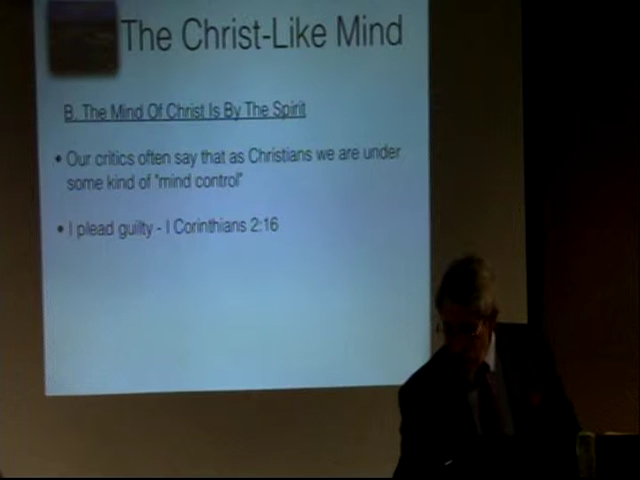 The Christ-Like Mind
B. The Mind Of Christ Is By The Spirit
• Our critics often say that as Christians we are under
some kind of "mind control"
• I plead guilty - I Corinthians 2:16